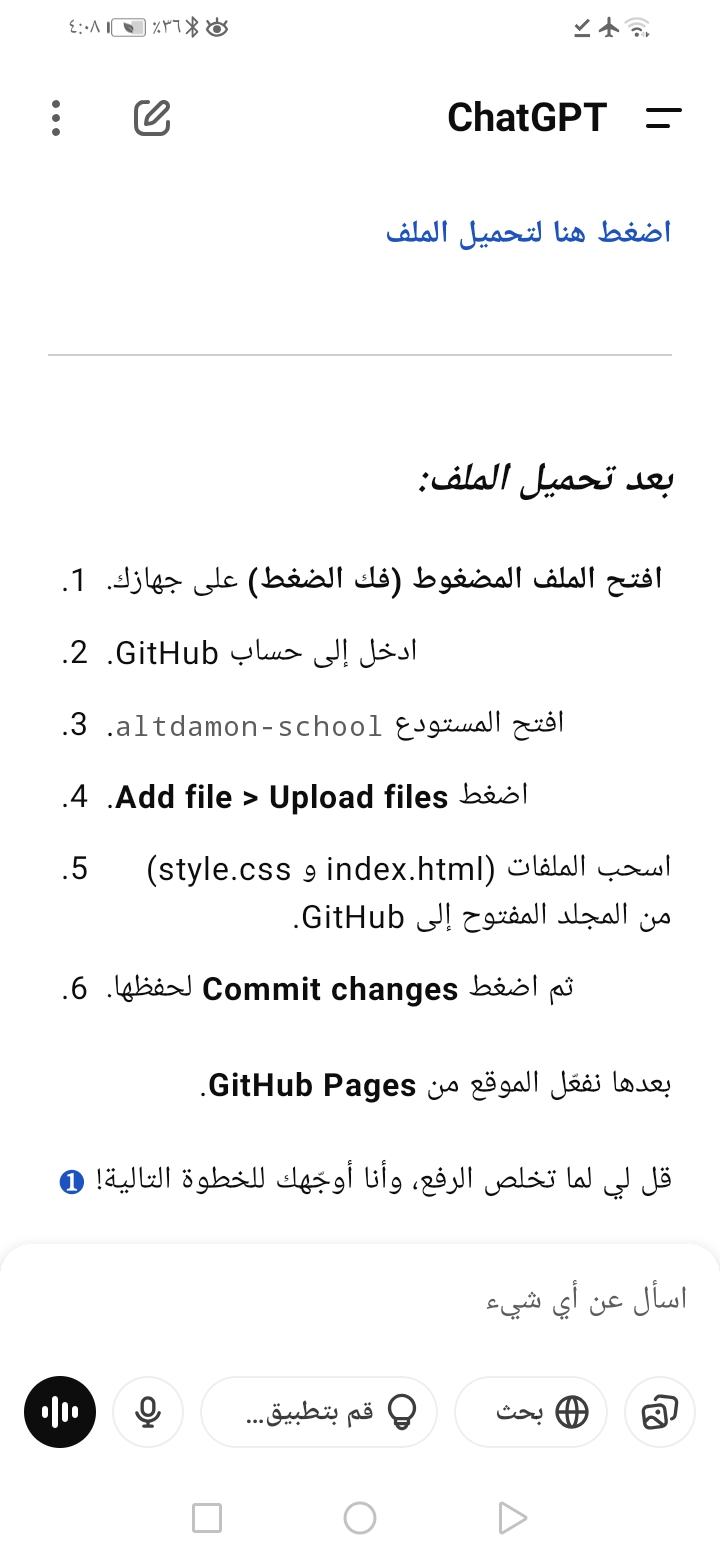 ٤:٠٨ ٪٣٦
ChatGPT
اضغط هنا لتحميل الملف
بعد تحميل الملف:
1. افتح الملف المضغوط (فك الضغط) على جهازك.
2. ادخل إلى حساب GitHub.
3. افتح المستودع altdamon-school.
4. اضغط Add file > Upload files.
5. اسحب الملفات (index.html و style.css)
من المجلد المفتوح إلى GitHub.
6. ثم اضغط Commit changes لحفظها.
بعدها نفعّل الموقع من GitHub Pages.
قل لي لما تخلص الرفع، وأنا أوجّهك للخطوة التالية! 1
اسأل عن أي شيء
بحث
قم بتطبيق...